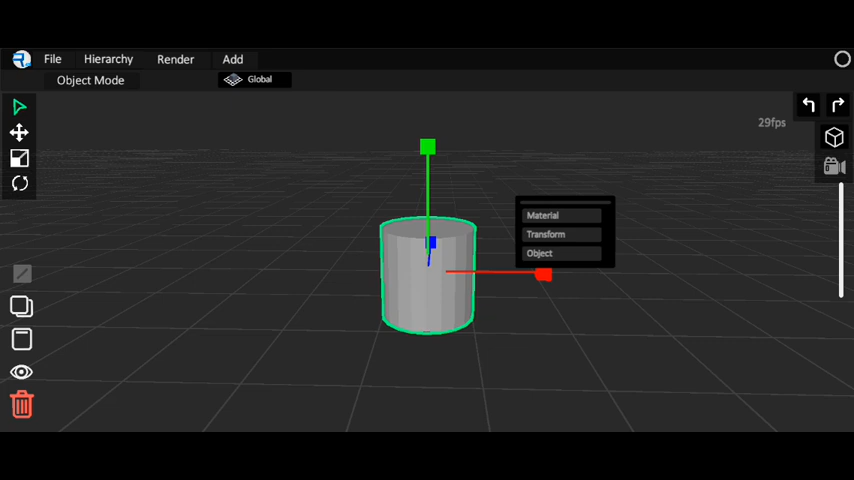 File Hierarchy Render Add
Object Mode Global
29fps
Material
Transform
Object